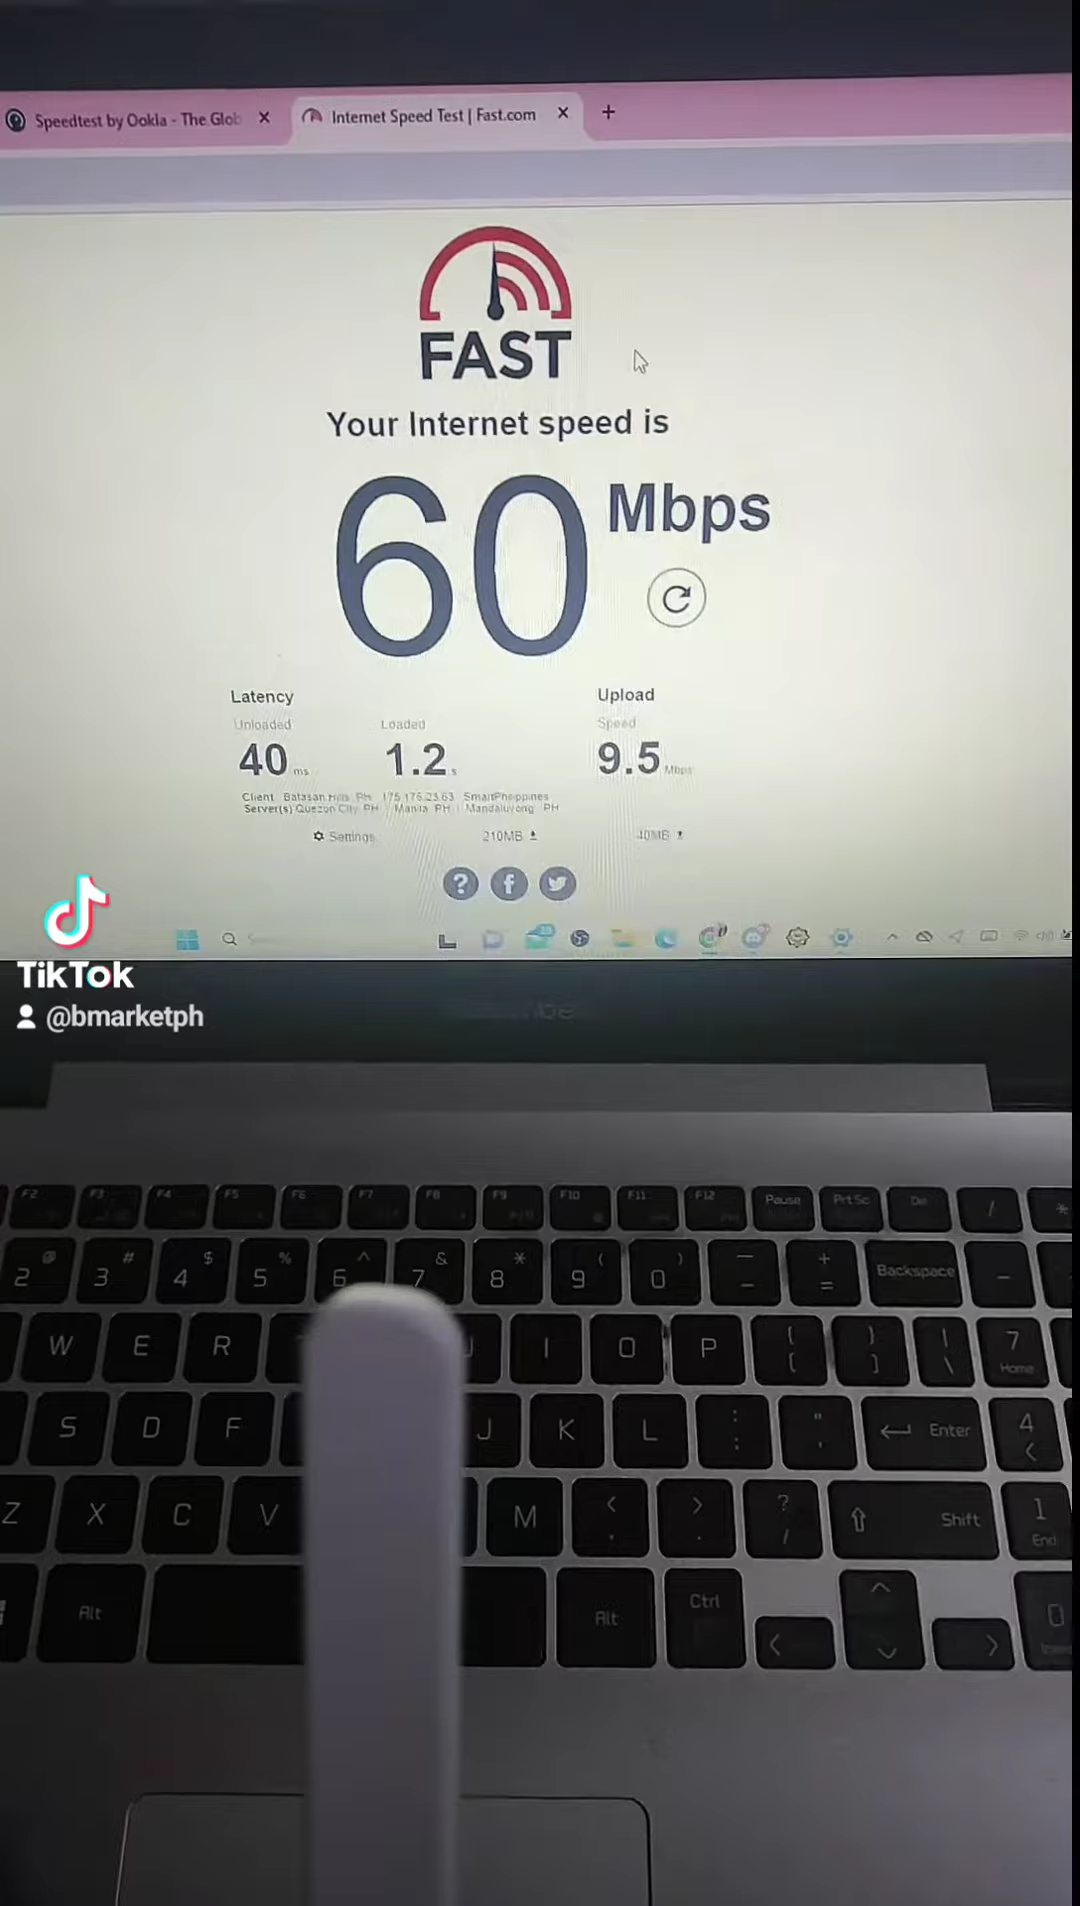 Speedtest by Ookla - The Glob
Internet Speed Test | Fast.com
FAST
Your Internet speed is
60 Mbps
Latency
Upload
Unloaded
Loaded
Speed
40 ms
1.2 s
9.5 Mbps
Client Batasan Hills, PH 175.176.23.63 SmartPhilippines
Server(s) Quezon City, PH | Manila, PH | Mandaluyong, PH
Settings
210MB
40MB
?
f
TikTok
@bmarketph
F2 F3 F4 F5 F6 F7 F8 F9 F10 F11 F12 Pause PrtSc Del / *
@ # $ % ^ & * ( ) — +
2 3 4 5 6 7 8 9 0 – = Backspace –
W E R I O P { [ } ] | \ 7 Home
S D F J K L : ; " ' Enter 4 <
Z X C V M < , > . ? / Shift 1 End
Alt Alt Ctrl < ^ v > 0